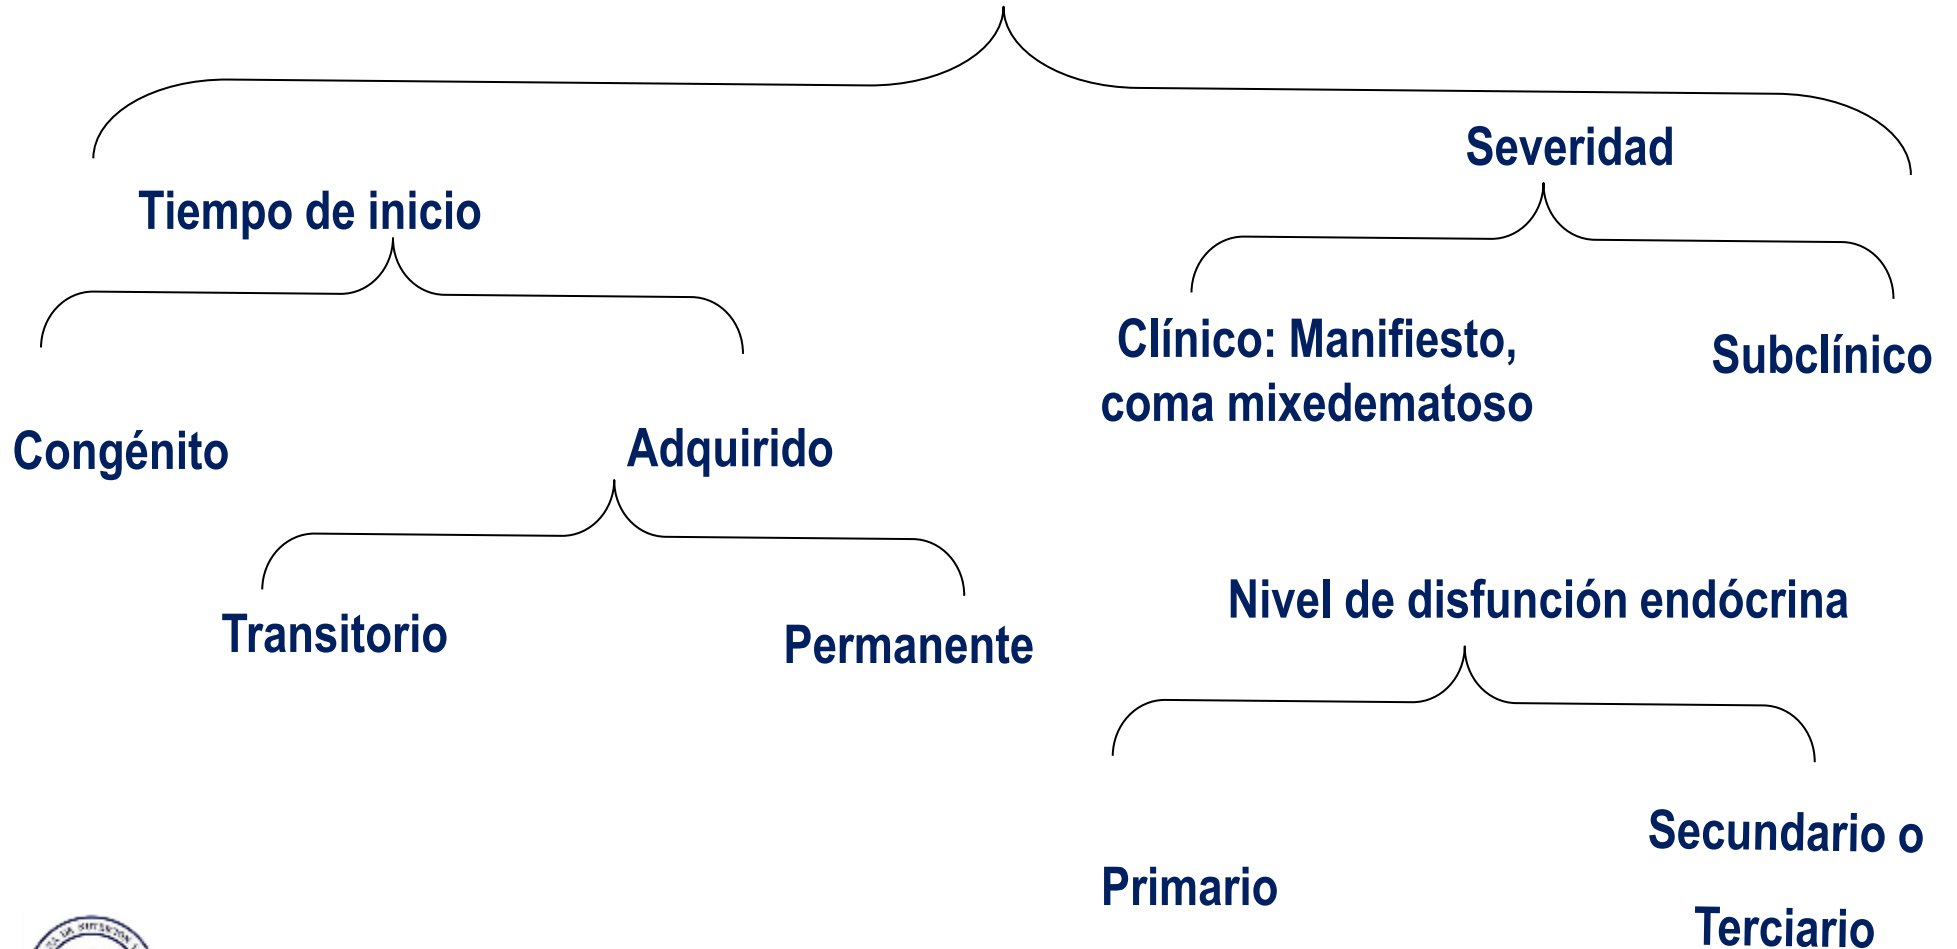 Severidad
Tiempo de inicio
Clínico: Manifiesto,
coma mixedematoso
Subclínico
Congénito
Adquirido
Transitorio
Permanente
Nivel de disfunción endócrina
Primario
Secundario o
Terciario